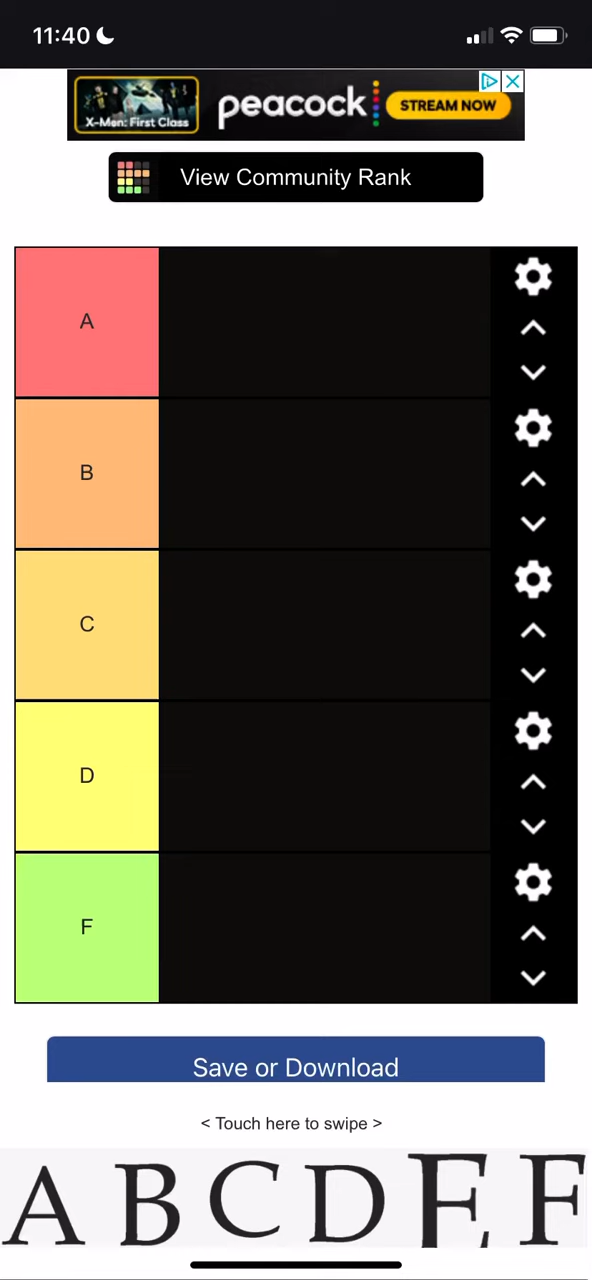 11:40
X-Men: First Class
peacock
STREAM NOW
View Community Rank
A
B
C
D
F
Save or Download
< Touch here to swipe >
A B C D E F